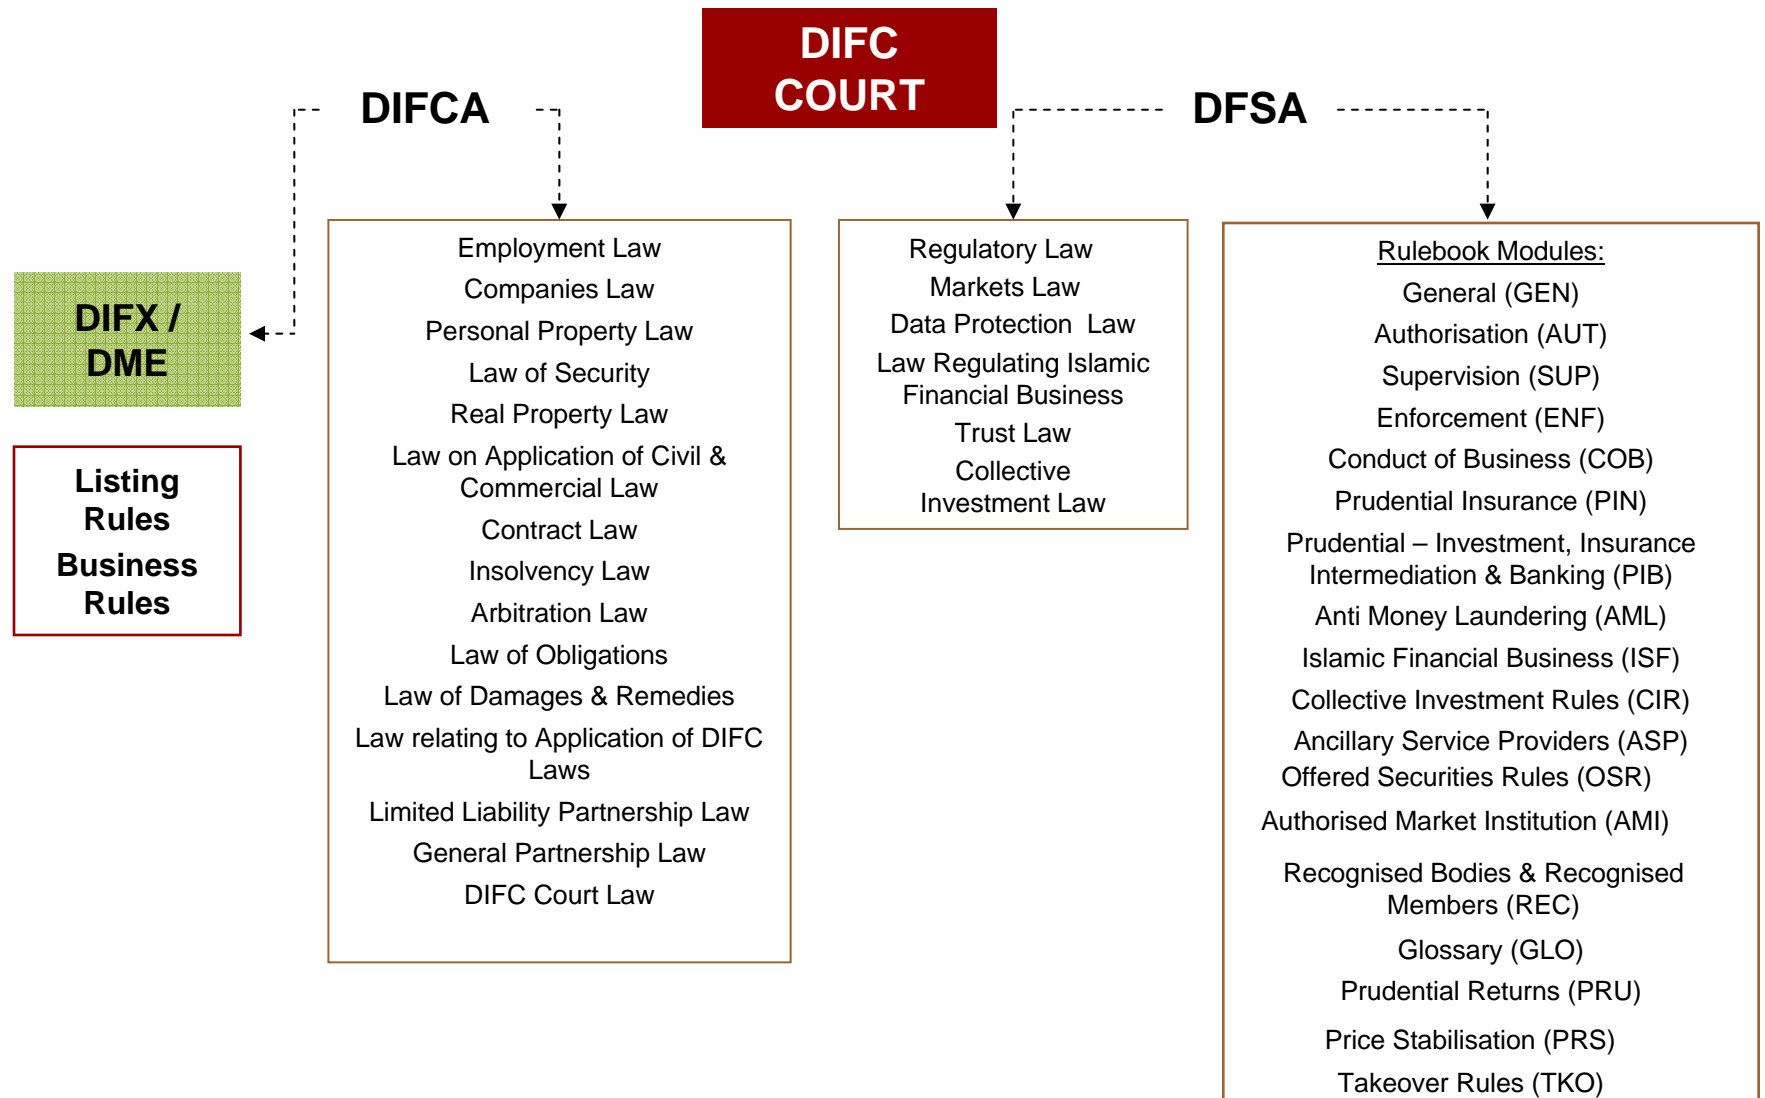 DIFC
COURT
DIFCA
DFSA
DIFX /
DME
Listing
Rules
Business
Rules
Employment Law
Companies Law
Personal Property Law
Law of Security
Real Property Law
Law on Application of Civil &
Commercial Law
Contract Law
Insolvency Law
Arbitration Law
Law of Obligations
Law of Damages & Remedies
Law relating to Application of DIFC
Laws
Limited Liability Partnership Law
General Partnership Law
DIFC Court Law
Regulatory Law
Markets Law
Data Protection Law
Law Regulating Islamic
Financial Business
Trust Law
Collective
Investment Law
Rulebook Modules:
General (GEN)
Authorisation (AUT)
Supervision (SUP)
Enforcement (ENF)
Conduct of Business (COB)
Prudential Insurance (PIN)
Prudential – Investment, Insurance
Intermediation & Banking (PIB)
Anti Money Laundering (AML)
Islamic Financial Business (ISF)
Collective Investment Rules (CIR)
Ancillary Service Providers (ASP)
Offered Securities Rules (OSR)
Authorised Market Institution (AMI)
Recognised Bodies & Recognised
Members (REC)
Glossary (GLO)
Prudential Returns (PRU)
Price Stabilisation (PRS)
Takeover Rules (TKO)